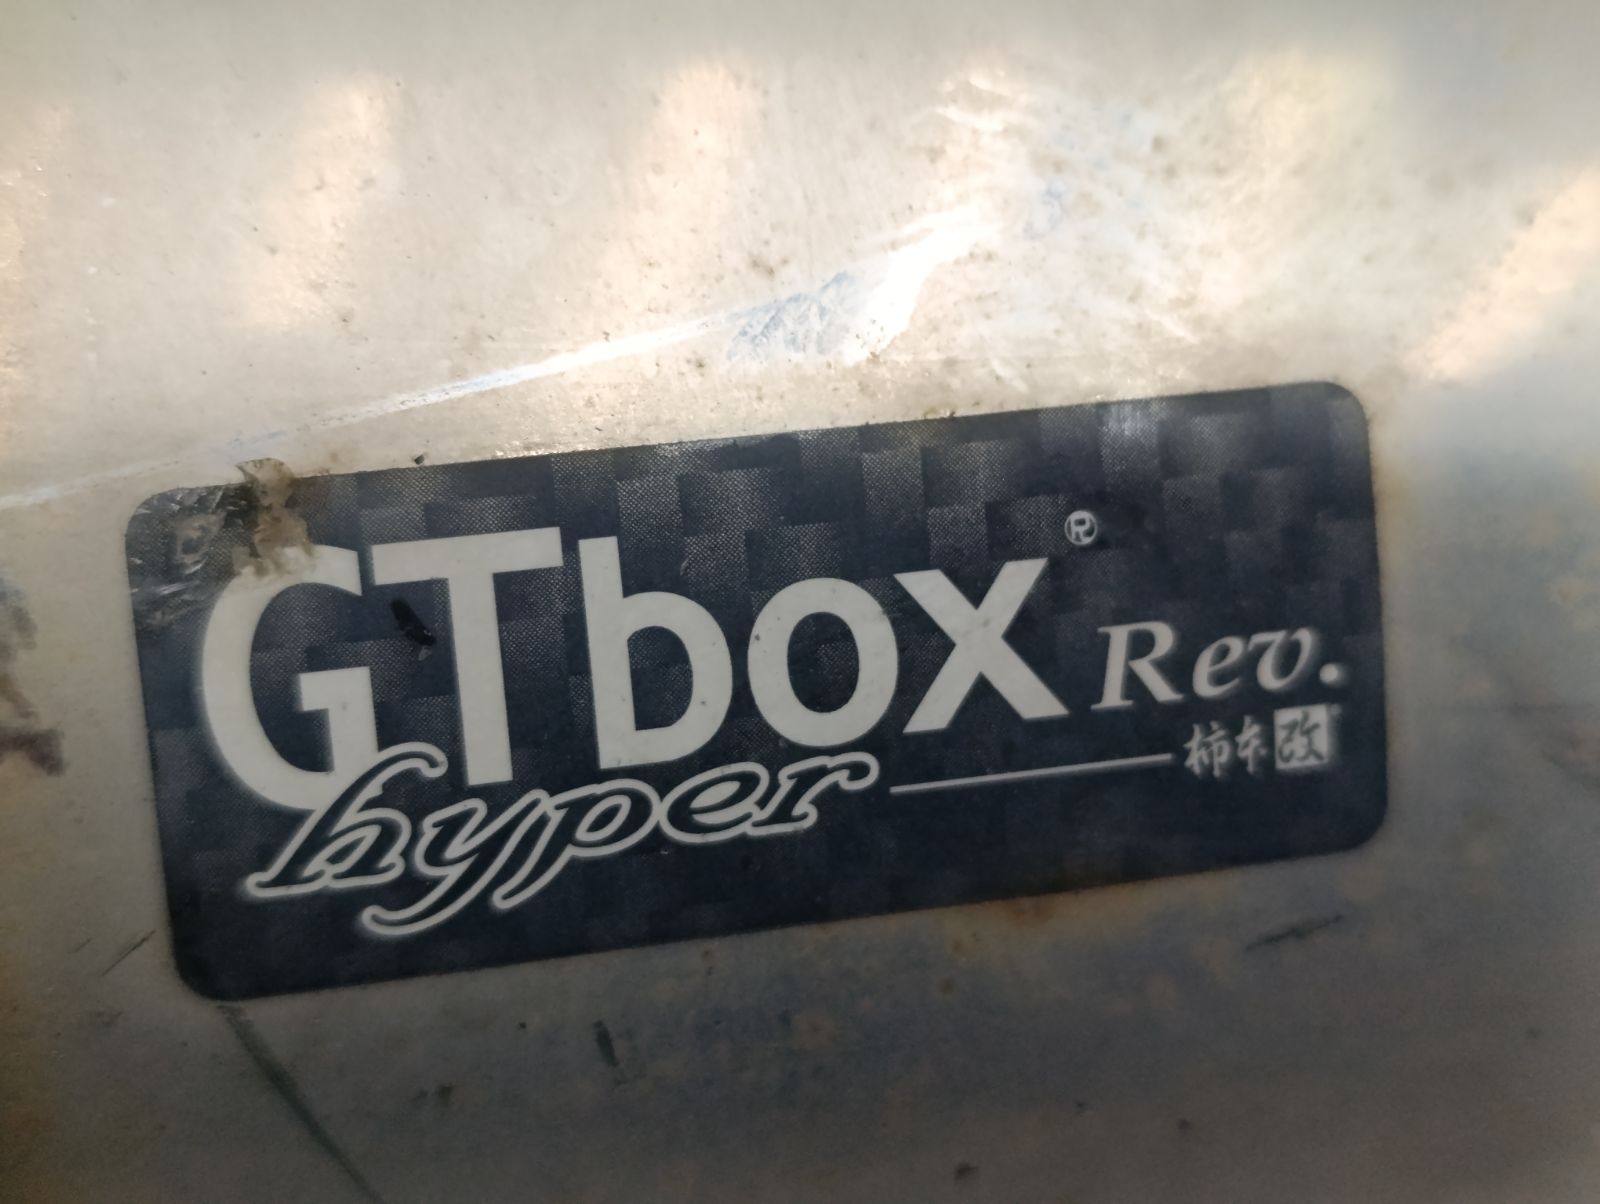 GTbox® Rev.
hyper 柿本改